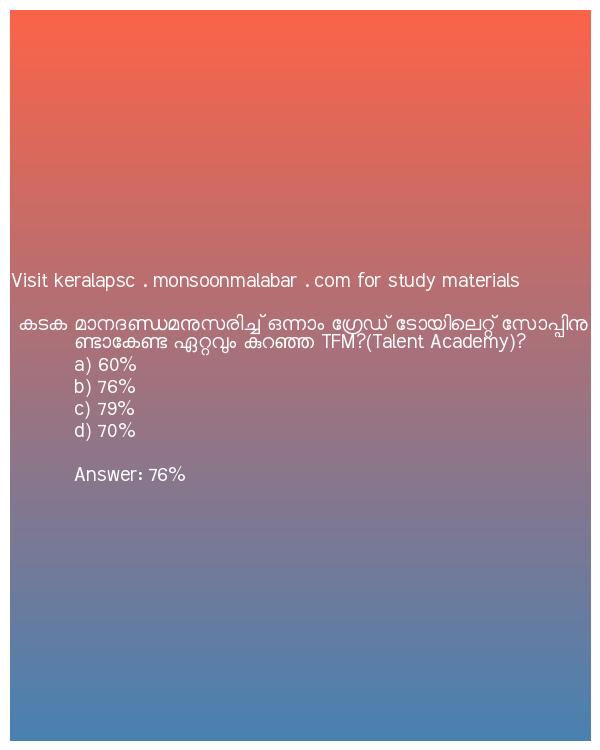 Visit keralapsc . monsoonmalabar . com for study materials
കടക മാനദണ്ഡമനുസരിച്ച് ഒന്നാം ഗ്രേഡ് ടോയിലെറ്റ് സോപ്പിനു
ണ്ടാകേണ്ട ഏറ്റവും കുറഞ്ഞ TFM?(Talent Academy)?
a) 60%
b) 76%
c) 79%
d) 70%
Answer: 76%